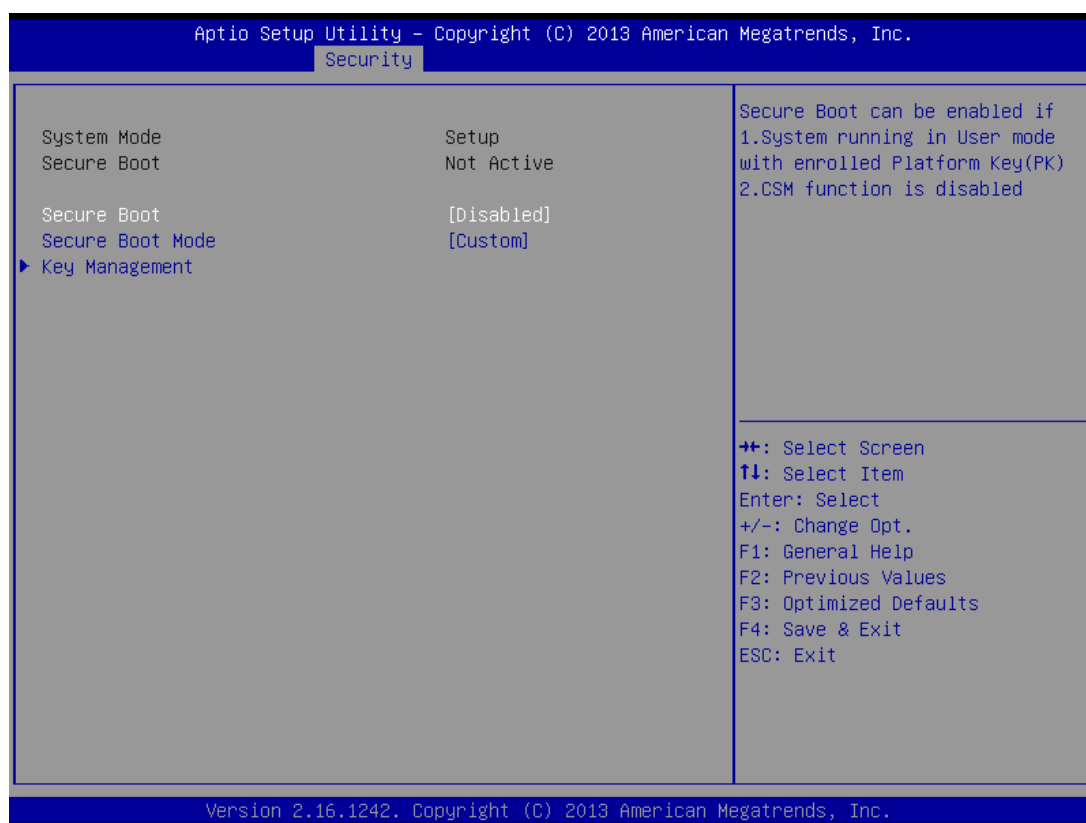 Aptio Setup Utility – Copyright (C) 2013 American Megatrends, Inc.
Security
System Mode Setup
Secure Boot Not Active
Secure Boot [Disabled]
Secure Boot Mode [Custom]
▶ Key Management
Secure Boot can be enabled if
1.System running in User mode
with enrolled Platform Key(PK)
2.CSM function is disabled
→←: Select Screen
↑↓: Select Item
Enter: Select
+/-: Change Opt.
F1: General Help
F2: Previous Values
F3: Optimized Defaults
F4: Save & Exit
ESC: Exit
Version 2.16.1242. Copyright (C) 2013 American Megatrends, Inc.